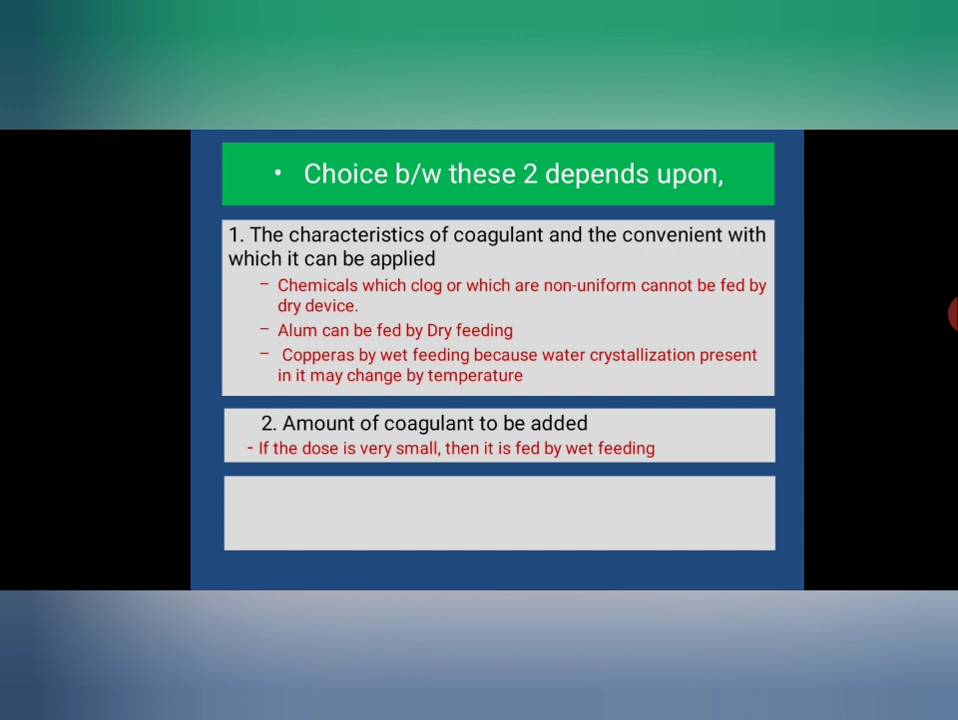 • Choice b/w these 2 depends upon,
1. The characteristics of coagulant and the convenient with
which it can be applied
– Chemicals which clog or which are non-uniform cannot be fed by
dry device.
– Alum can be fed by Dry feeding
– Copperas by wet feeding because water crystallization present
in it may change by temperature
2. Amount of coagulant to be added
- If the dose is very small, then it is fed by wet feeding